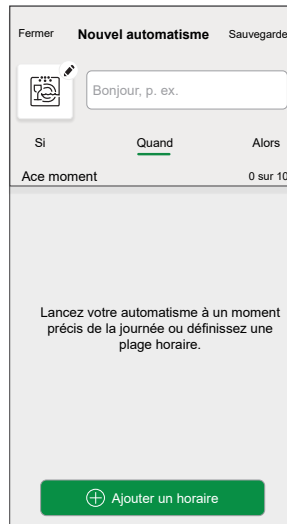 Fermer Nouvel automatisme Sauvegarde
Bonjour, p. ex.
Si Quand Alors
Ace moment 0 sur 10
Lancez votre automatisme à un moment
précis de la journée ou définissez une
plage horaire.
Ajouter un horaire